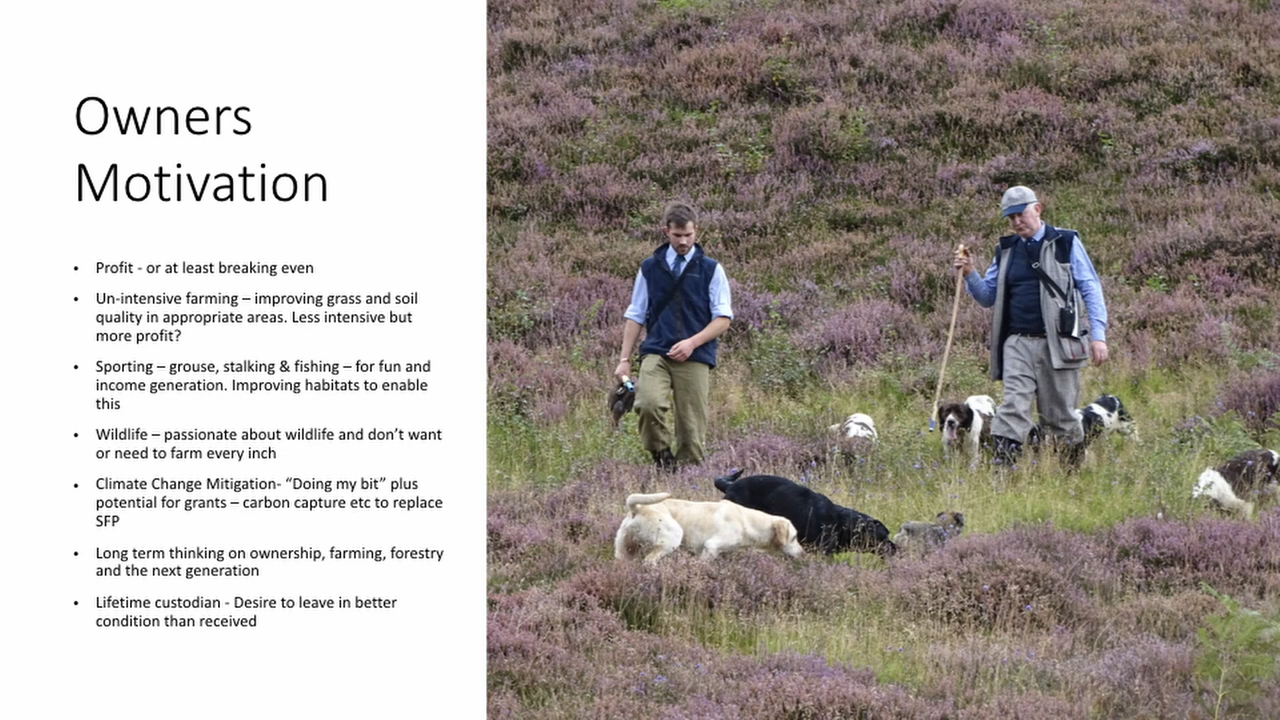 Owners
Motivation
• Profit - or at least breaking even
• Un-intensive farming – improving grass and soil
quality in appropriate areas. Less intensive but
more profit?
• Sporting – grouse, stalking & fishing – for fun and
income generation. Improving habitats to enable
this
• Wildlife – passionate about wildlife and don’t want
or need to farm every inch
• Climate Change Mitigation- “Doing my bit” plus
potential for grants – carbon capture etc to replace
SFP
• Long term thinking on ownership, farming, forestry
and the next generation
• Lifetime custodian - Desire to leave in better
condition than received